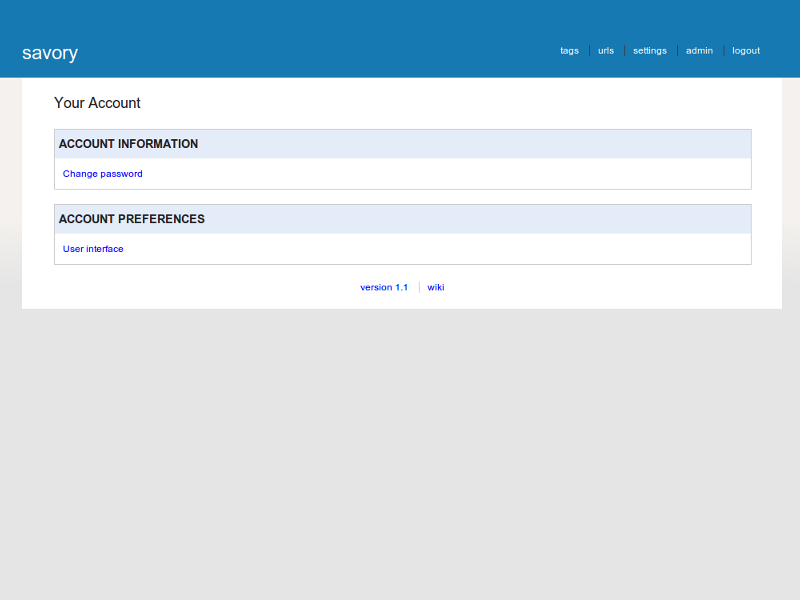 savory
tags urls settings admin logout
Your Account
ACCOUNT INFORMATION
Change password
ACCOUNT PREFERENCES
User interface
version 1.1 wiki